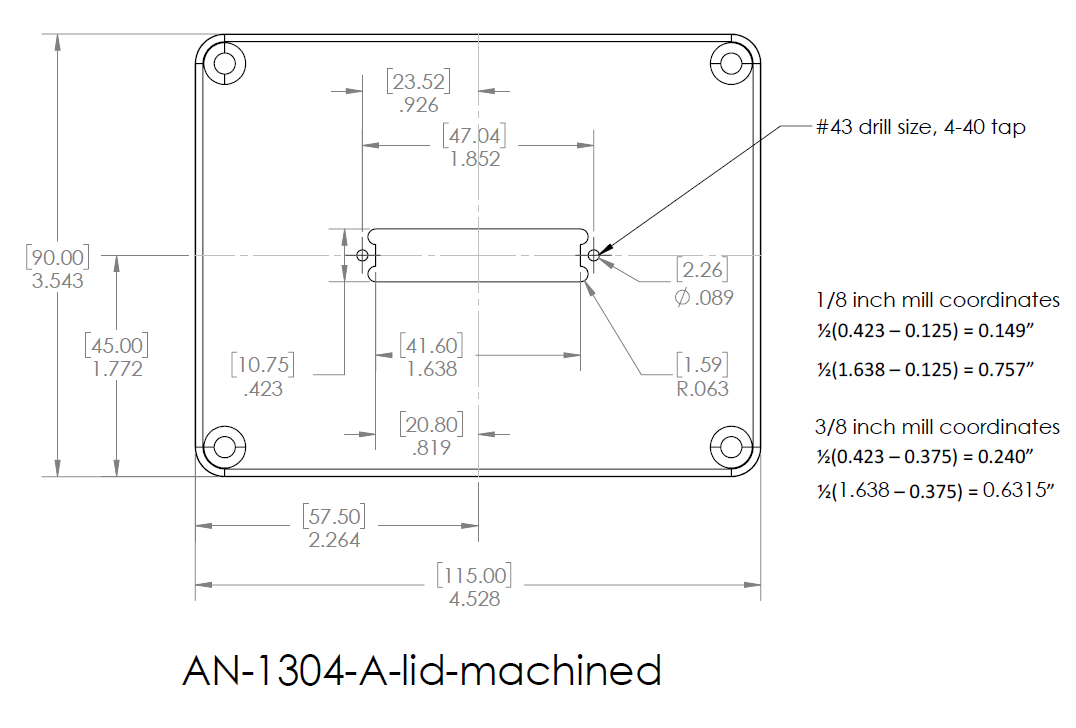 [23.52]
.926
[47.04]
1.852
#43 drill size, 4-40 tap
[90.00]
3.543
[2.26]
∅ .089
1/8 inch mill coordinates
½(0.423 – 0.125) = 0.149”
½(1.638 – 0.125) = 0.757”
[45.00]
1.772
[10.75]
.423
[41.60]
1.638
[1.59]
R.063
[20.80]
.819
3/8 inch mill coordinates
½(0.423 – 0.375) = 0.240”
½(1.638 – 0.375) = 0.6315”
[57.50]
2.264
[115.00]
4.528
AN-1304-A-lid-machined